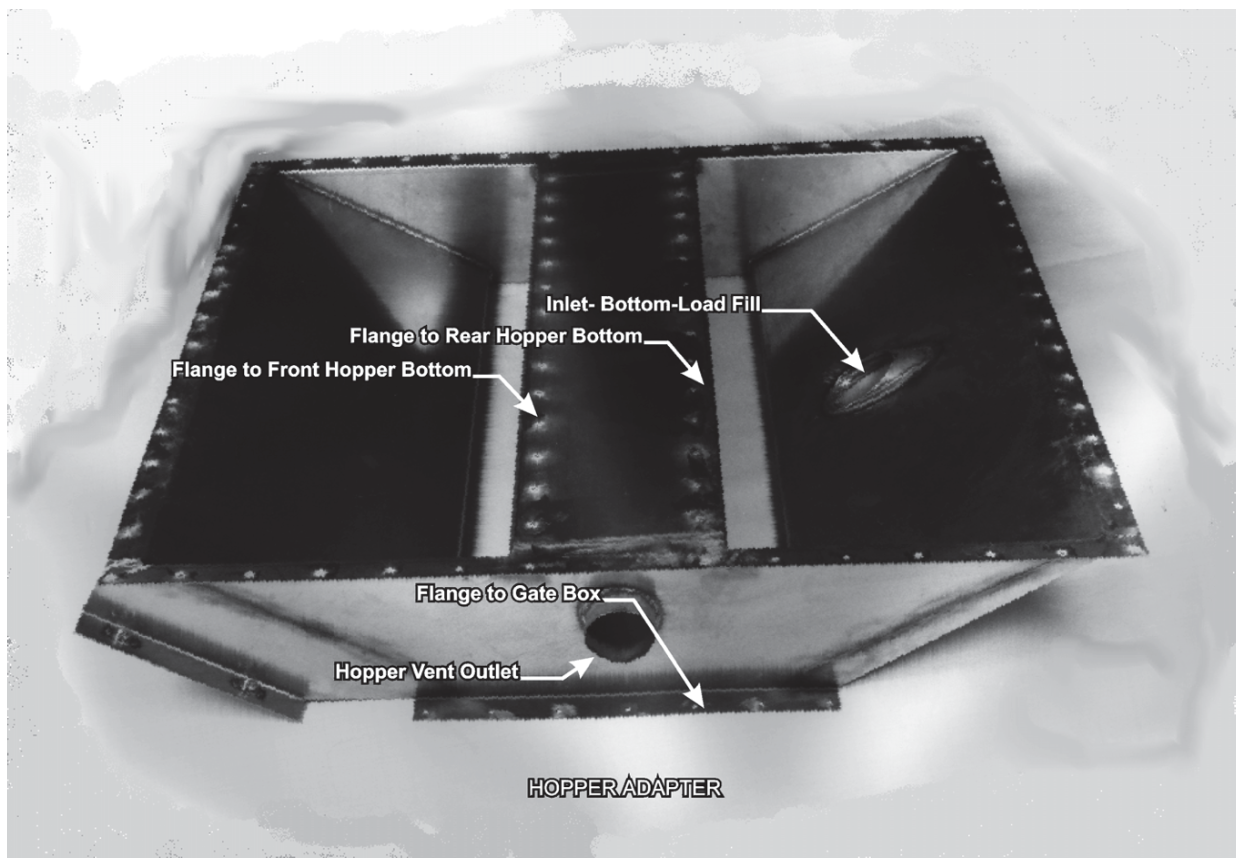 Inlet- Bottom-Load Fill
Flange to Rear Hopper Bottom
Flange to Front Hopper Bottom
Flange to Gate Box
Hopper Vent Outlet
HOPPER ADAPTER